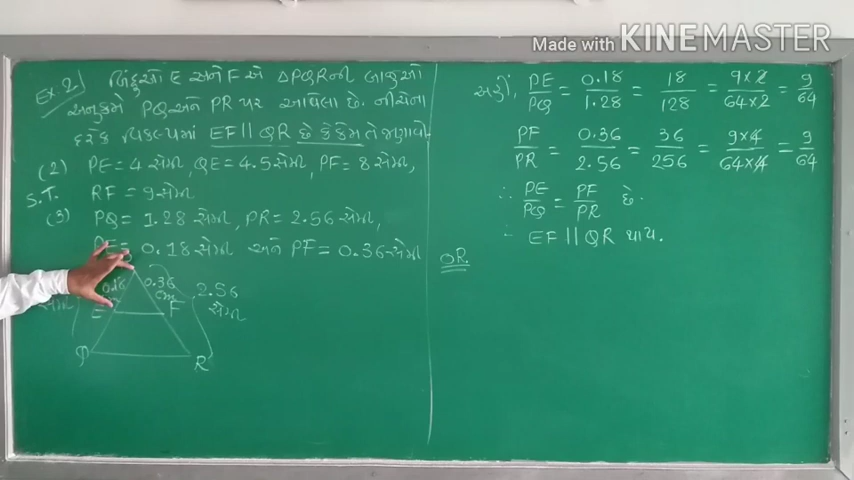 Made with KINEMASTER
Ex-2 બિંદુઓ E અને F એ △PQR ની બાજુઓ
અનુક્રમે PQ અને PR પર આવેલા છે. નીચેના
દરેક વિકલ્પમાં EF || QR છે કે કેમ તે જણાવો.
(2) PE = 4 સેમી, QE = 4.5 સેમી, PF = 8 સેમી,
S.T. RF = 9 સેમી
(3) PQ = 1.28 સેમી, PR = 2.56 સેમી,
0.18 સેમી અને PF = 0.36 સેમી
0.18 0.36 cm
2.56 સેમી
સેમી
E F
Q R
અહીં, PE/PQ = 0.18/1.28 = 18/128 = 9×2/64×2 = 9/64
PF/PR = 0.36/2.56 = 36/256 = 9×4/64×4 = 9/64
∴ PE/PQ = PF/PR છે.
∴ EF || QR થાય.
OR.